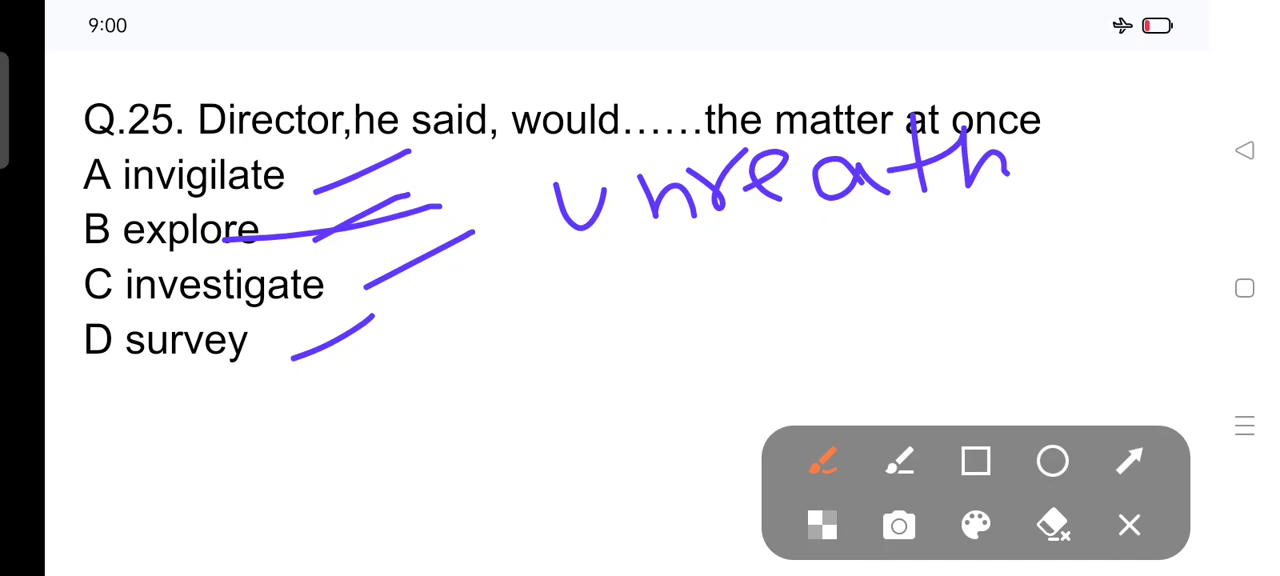 9:00
Q.25. Director,he said, would......the matter at once
A invigilate
unreath
B explore
C investigate
D survey